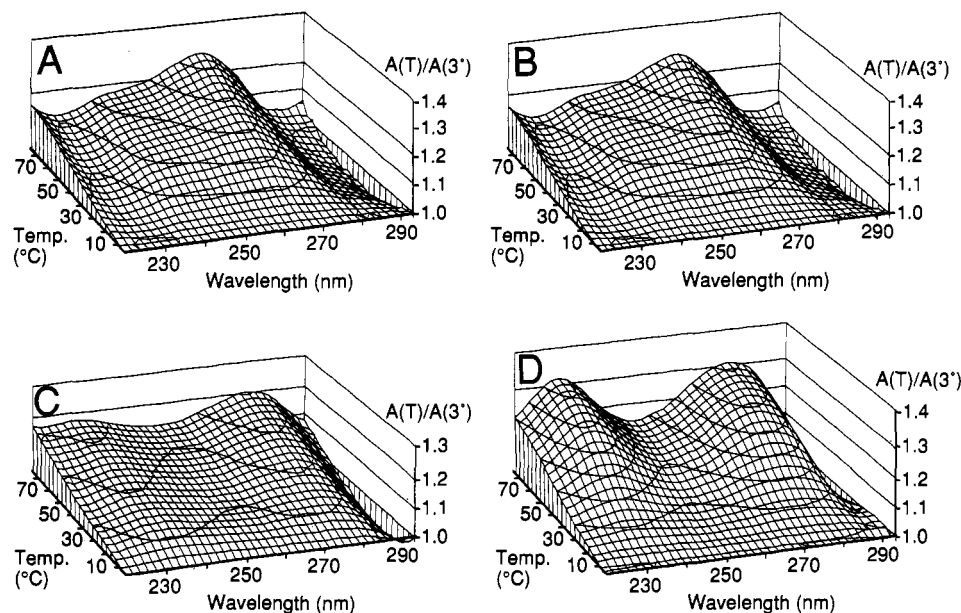 A
A(T)/A(3°)
1.4
1.3
1.2
1.1
1.0
70
50
30
10
Temp.
(°C)
230
250
270
290
Wavelength (nm)
B
A(T)/A(3°)
1.4
1.3
1.2
1.1
1.0
70
50
30
10
Temp.
(°C)
230
250
270
290
Wavelength (nm)
C
A(T)/A(3°)
1.3
1.2
1.1
1.0
70
50
30
10
Temp.
(°C)
230
250
270
290
Wavelength (nm)
D
A(T)/A(3°)
1.4
1.3
1.2
1.1
1.0
70
50
30
10
Temp.
(°C)
230
250
270
290
Wavelength (nm)